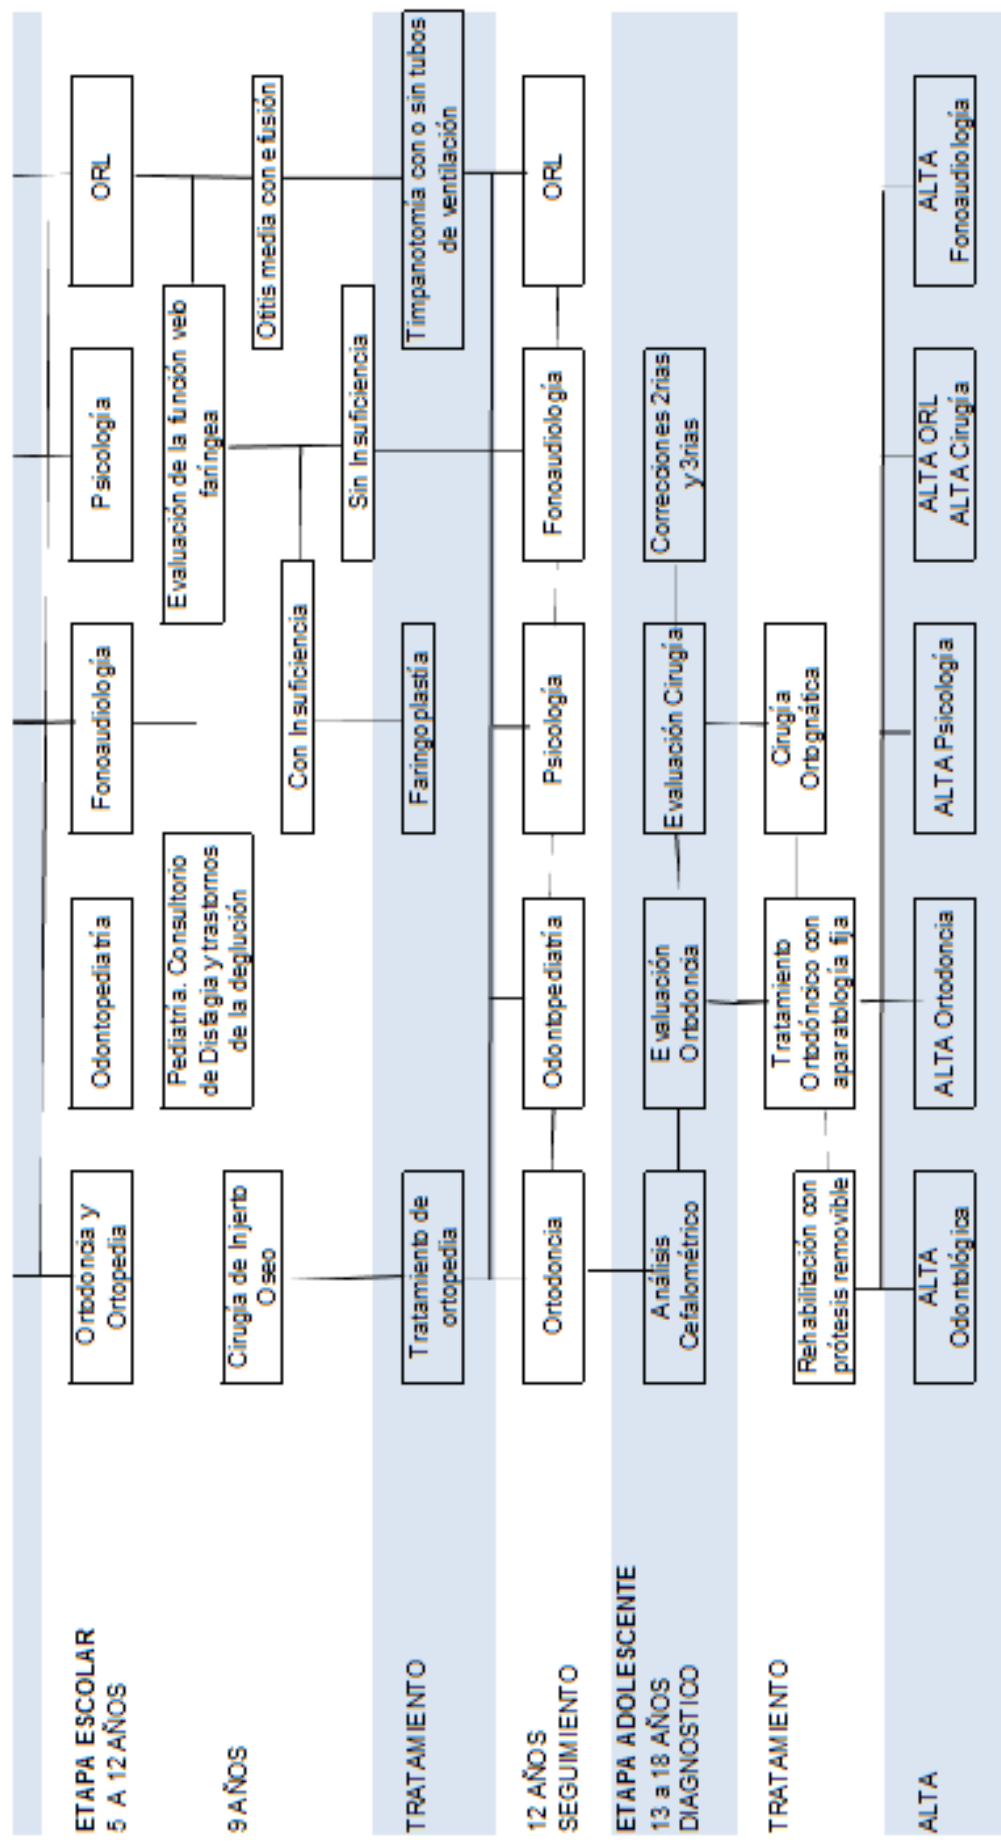 ETAPA ESCOLAR
5 A 12 AÑOS
Ortodoncia y
Ortopedia
Odontopediatría
Fonoaudiología
Psicología
ORL
Pediatría. Consultorio
de Disfagia y trastornos
de la deglución
Evaluación de la función velo
faríngea
9 AÑOS
Cirugía de Injerto
Oseo
Otitis media con efusión
Con Insuficiencia
Sin Insuficiencia
TRATAMIENTO
Tratamiento de
ortopedia
Faringoplastia
Timpanotomía con o sin tubos
de ventilación
12 AÑOS
SEGUIMIENTO
Ortodoncia
Odontopediatría
Psicología
Fonoaudiología
ORL
ETAPA ADOLESCENTE
13 a 18 AÑOS
DIAGNOSTICO
Análisis
Cefalométrico
Evaluación
Ortodoncia
Evaluación Cirugía
Correcciones 2rias
y 3rias
TRATAMIENTO
Rehabilitación con
prótesis removible
Tratamiento
Ortodóncico con
aparatología fija
Cirugía
Ortognática
ALTA
ALTA
Odontológica
ALTA Ortodoncia
ALTA Psicología
ALTA ORL
ALTA Cirugía
ALTA
Fonoaudiología